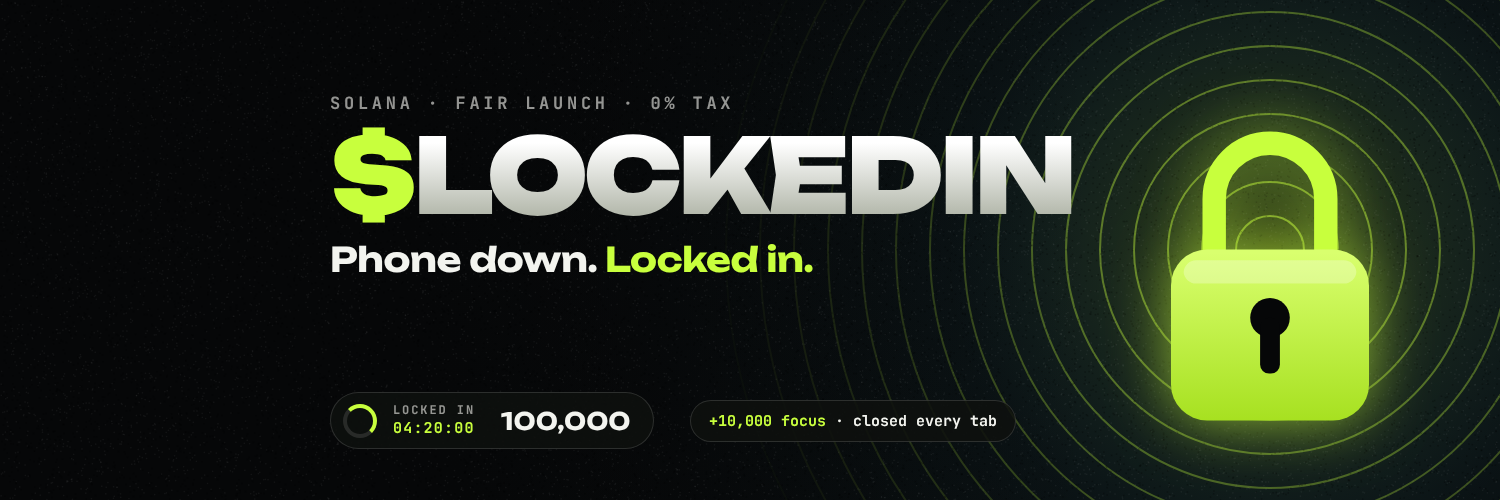 SOLANA · FAIR LAUNCH · 0% TAX
$LOCKEDIN
Phone down. Locked in.
LOCKED IN
04:20:00
100,000
+10,000 focus · closed every tab